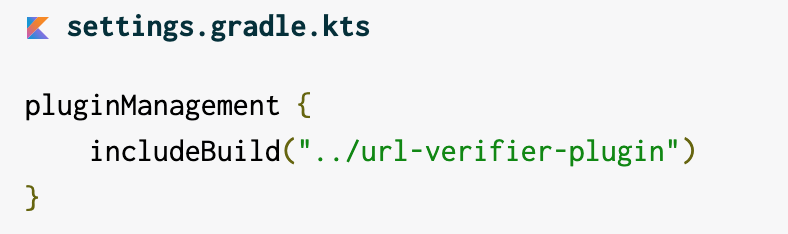 settings.gradle.kts
pluginManagement {
    includeBuild("../url-verifier-plugin")
}